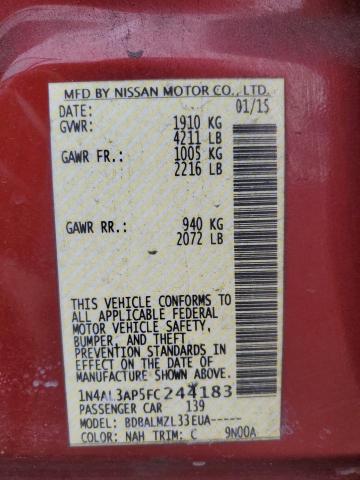 MFD BY NISSAN MOTOR CO., LTD.
DATE: 01/15
GVWR: 1910 KG
4211 LB
GAWR FR.: 1005 KG
2216 LB
GAWR RR.: 940 KG
2072 LB
THIS VEHICLE CONFORMS TO
ALL APPLICABLE FEDERAL
MOTOR VEHICLE SAFETY,
BUMPER, AND THEFT
PREVENTION STANDARDS IN
EFFECT ON THE DATE OF
MANUFACTURE SHOWN ABOVE.
1N4AL3AP5FC244183
PASSENGER CAR 139
MODEL: BDBALMZL33EUA-----
COLOR: NAH TRIM: C 9N00A